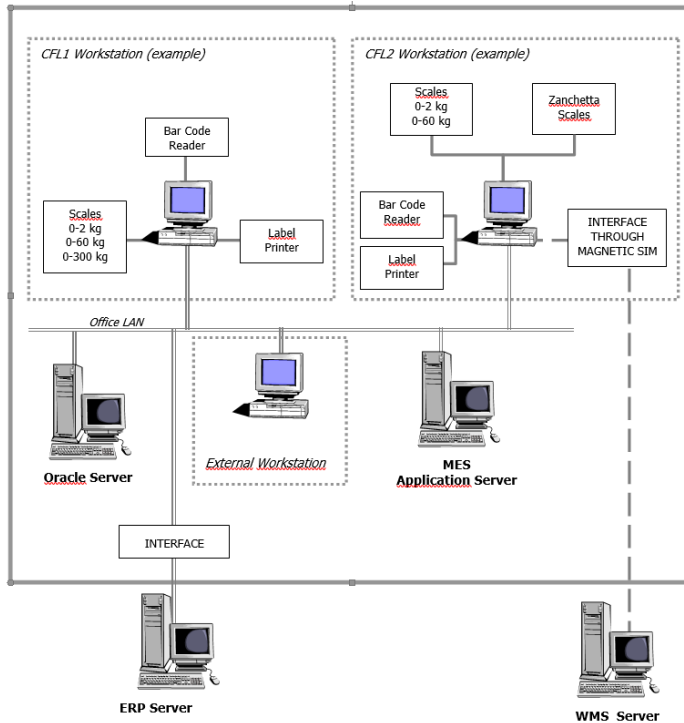 CFL1 Workstation (example)
CFL2 Workstation (example)
Bar Code
Reader
Scales
0-2 kg
0-60 kg
0-300 kg
Label
Printer
Scales
0-2 kg
0-60 kg
Zanchetta
Scales
Bar Code
Reader
Label
Printer
INTERFACE
THROUGH
MAGNETIC SIM
Office LAN
Oracle Server
External Workstation
MES
Application Server
INTERFACE
ERP Server
WMS Server